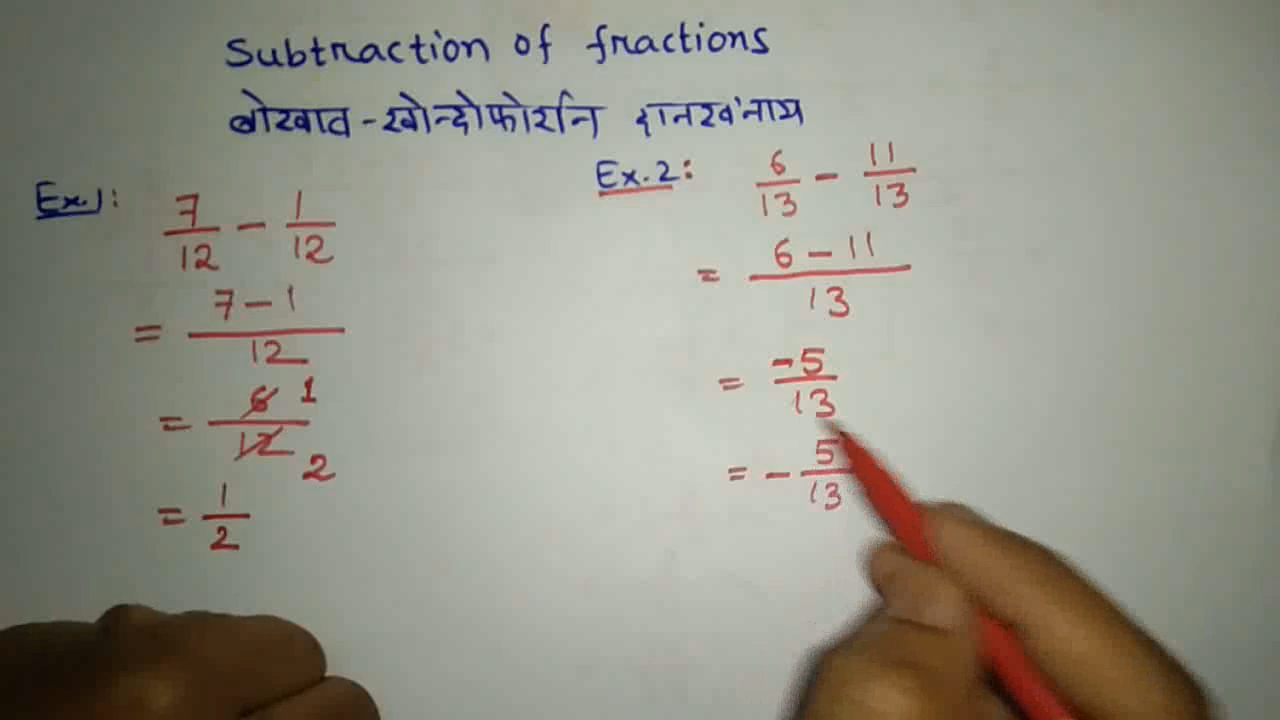 Subtraction of fractions
बोखाव-खोन्दोफोर्राने दानखंनाय
Ex.1:
7/12 - 1/12
= 7-1/12
= 6/12 1 2
= 1/2
Ex.2:
6/13 - 11/13
= 6-11/13
= -5/13
= -5/13